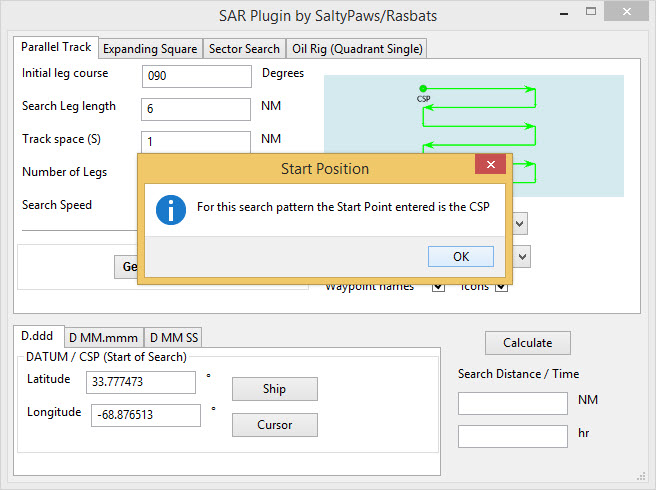 SAR Plugin by SaltyPaws/Rasbats
Parallel Track Expanding Square Sector Search Oil Rig (Quadrant Single)
Initial leg course 090 Degrees
CSP
Search Leg length 6 NM
Track space (S) 1 NM
Number of Legs
Search Speed
Start Position
For this search pattern the Start Point entered is the CSP
OK
Waypoint names Icons
D.ddd D MM.mmm D MM SS
DATUM / CSP (Start of Search)
Latitude 33.777473 °
Ship
Longitude -68.876513 °
Cursor
Calculate
Search Distance / Time
NM
hr